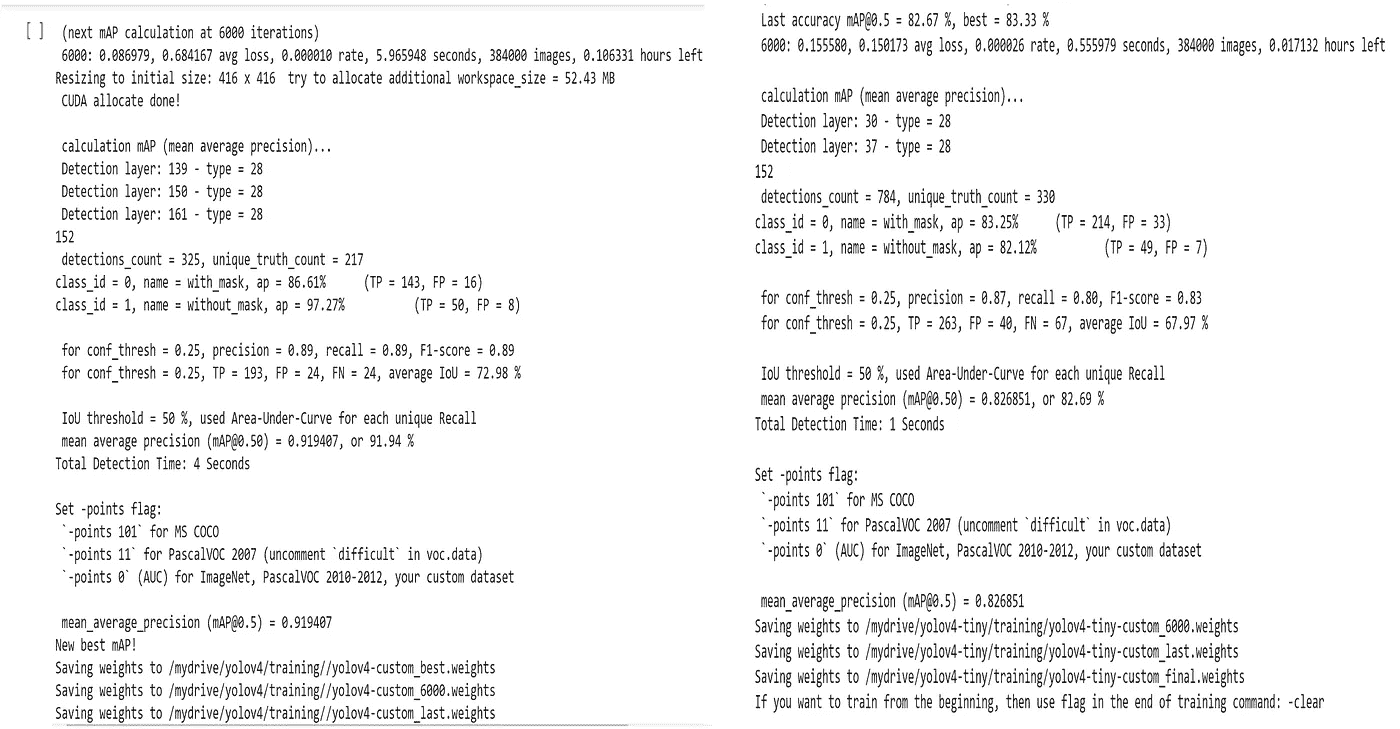 [ ] (next mAP calculation at 6000 iterations)
6000: 0.086979, 0.684167 avg loss, 0.000010 rate, 5.965948 seconds, 384000 images, 0.106331 hours left
Resizing to initial size: 416 x 416  try to allocate additional workspace_size = 52.43 MB
CUDA allocate done!

calculation mAP (mean average precision)...
Detection layer: 139 - type = 28
Detection layer: 150 - type = 28
Detection layer: 161 - type = 28
152
detections_count = 325, unique_truth_count = 217
class_id = 0, name = with_mask, ap = 86.61%     (TP = 143, FP = 16)
class_id = 1, name = without_mask, ap = 97.27%          (TP = 50, FP = 8)

for conf_thresh = 0.25, precision = 0.89, recall = 0.89, F1-score = 0.89
for conf_thresh = 0.25, TP = 193, FP = 24, FN = 24, average IoU = 72.98 %

IoU threshold = 50 %, used Area-Under-Curve for each unique Recall
mean average precision (mAP@0.50) = 0.919407, or 91.94 %
Total Detection Time: 4 Seconds

Set -points flag:
`-points 101` for MS COCO
`-points 11` for PascalVOC 2007 (uncomment `difficult` in voc.data)
`-points 0` (AUC) for ImageNet, PascalVOC 2010-2012, your custom dataset

mean_average_precision (mAP@0.5) = 0.919407
New best mAP!
Saving weights to /mydrive/yolov4/training//yolov4-custom_best.weights
Saving weights to /mydrive/yolov4/training//yolov4-custom_6000.weights
Saving weights to /mydrive/yolov4/training//yolov4-custom_last.weights

Last accuracy mAP@0.5 = 82.67 %, best = 83.33 %
6000: 0.155580, 0.150173 avg loss, 0.000026 rate, 0.555979 seconds, 384000 images, 0.017132 hours left

calculation mAP (mean average precision)...
Detection layer: 30 - type = 28
Detection layer: 37 - type = 28
152
detections_count = 784, unique_truth_count = 330
class_id = 0, name = with_mask, ap = 83.25%     (TP = 214, FP = 33)
class_id = 1, name = without_mask, ap = 82.12%          (TP = 49, FP = 7)

for conf_thresh = 0.25, precision = 0.87, recall = 0.80, F1-score = 0.83
for conf_thresh = 0.25, TP = 263, FP = 40, FN = 67, average IoU = 67.97 %

IoU threshold = 50 %, used Area-Under-Curve for each unique Recall
mean average precision (mAP@0.50) = 0.826851, or 82.69 %
Total Detection Time: 1 Seconds

Set -points flag:
`-points 101` for MS COCO
`-points 11` for PascalVOC 2007 (uncomment `difficult` in voc.data)
`-points 0` (AUC) for ImageNet, PascalVOC 2010-2012, your custom dataset

mean_average_precision (mAP@0.5) = 0.826851
Saving weights to /mydrive/yolov4-tiny/training/yolov4-tiny-custom_6000.weights
Saving weights to /mydrive/yolov4-tiny/training/yolov4-tiny-custom_last.weights
Saving weights to /mydrive/yolov4-tiny/training/yolov4-tiny-custom_final.weights
If you want to train from the beginning, then use flag in the end of training command: -clear